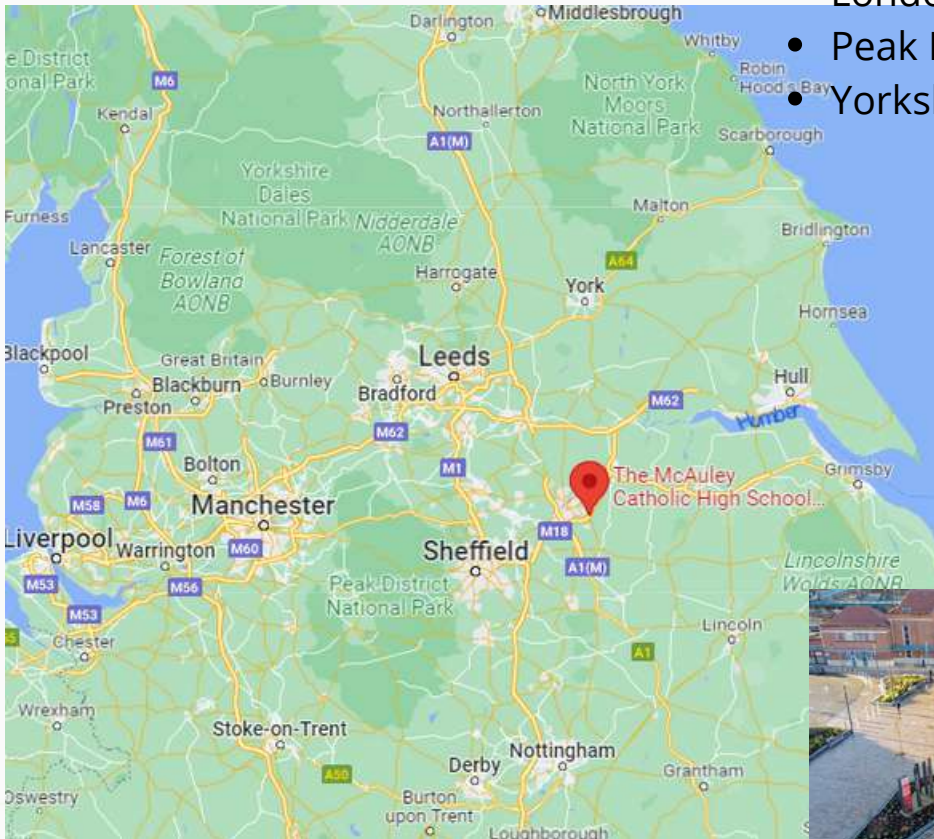 Peak
Yorksi
Darlington
Middlesbrough
Whitby
Robin
Hood's Bay
e District
onal Park
M6
Kendal
Northallerton
North York
Moors
National Park
A1(M)
Scarborough
Yorkshire
Dales
National Park
Nidderdale
AONB
Malton
Furness
Lancaster
Forest of
Bowland
AONB
Bridlington
A64
Harrogate
York
Hornsea
Blackpool
Great Britain
Leeds
Blackburn
Burnley
Bradford
Hull
Preston
M62
M62
Humber
M61
M1
Bolton
The McAuley
Catholic High School...
Grimsby
M58
M6
Manchester
M18
Liverpool
Warrington
M60
Sheffield
A1(M)
Lincolnshire
Wolds AONB
M53
M56
Peak District
National Park
M53
Chester
Lincoln
A1
Wrexham
Stoke-on-Trent
Nottingham
Derby
A50
Grantham
Oswestry
Burton
upon Trent
Loughborough